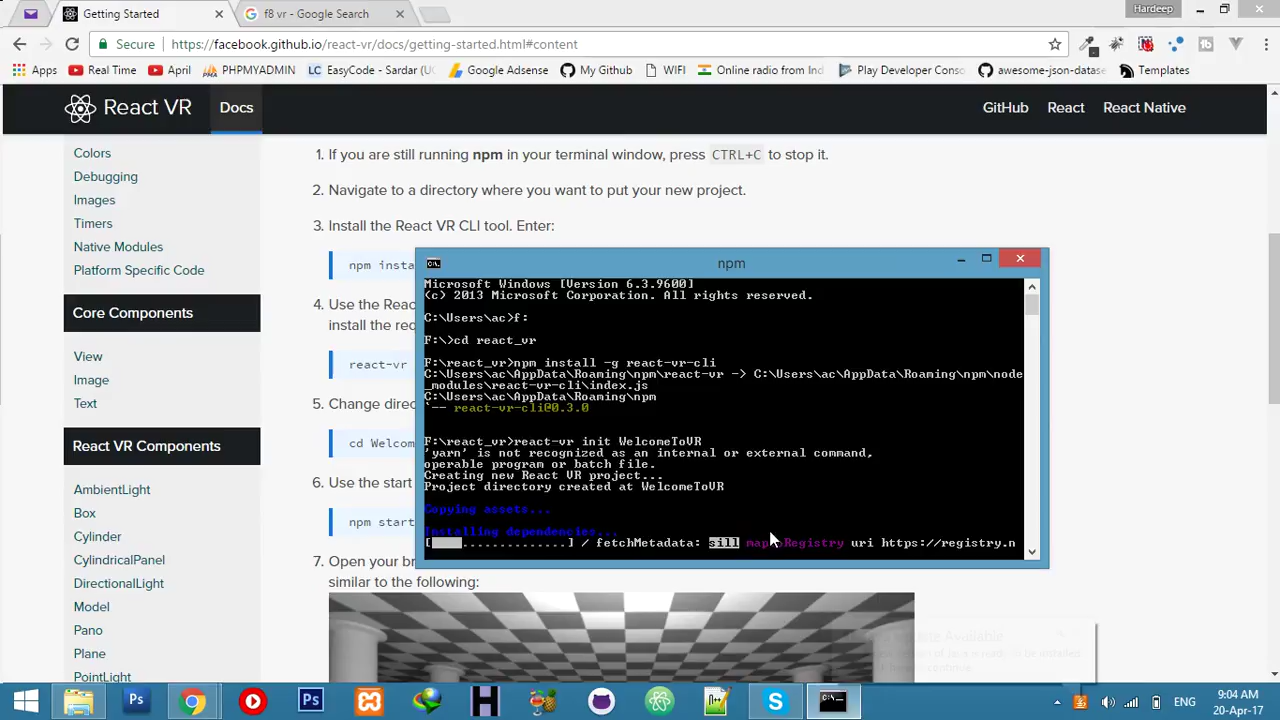 Getting Started
f8 vr - Google Search
Hardeep
Secure
https://facebook.github.io/react-vr/docs/getting-started.html#content
Apps
Real Time
April
PHPMYADMIN
EasyCode - Sardar (UC
Google Adsense
My Github
WIFI
Online radio from Ind
Play Developer Conso
awesome-json-datase
Templates
React VR
Docs
GitHub
React
React Native
Colors
Debugging
Images
Timers
Native Modules
Platform Specific Code
Core Components
View
Image
Text
React VR Components
AmbientLight
Box
Cylinder
CylindricalPanel
DirectionalLight
Model
Pano
Plane
PointLight
1. If you are still running npm in your terminal window, press CTRL+C to stop it.
2. Navigate to a directory where you want to put your new project.
3. Install the React VR CLI tool. Enter:
npm insta
4. Use the Reac
install the req
react-vr
5. Change direc
cd Welcom
6. Use the start
npm start
7. Open your br
similar to the following:
npm
Microsoft Windows [Version 6.3.9600]
(c) 2013 Microsoft Corporation. All rights reserved.
C:\Users\ac>f:
F:\>cd react_vr
F:\react_vr>npm install -g react-vr-cli
C:\Users\ac\AppData\Roaming\npm\react-vr -> C:\Users\ac\AppData\Roaming\npm\node
_modules\react-vr-cli\index.js
C:\Users\ac\AppData\Roaming\npm
`-- react-vr-cli@0.3.0
F:\react_vr>react-vr init WelcomeToVR
'yarn' is not recognized as an internal or external command,
operable program or batch file.
Creating new React VR project...
Project directory created at WelcomeToVR
Copying assets...
Installing dependencies...
[ ..............] / fetchMetadata: sill mapToRegistry uri https://registry.n
ENG
9:04 AM
20-Apr-17